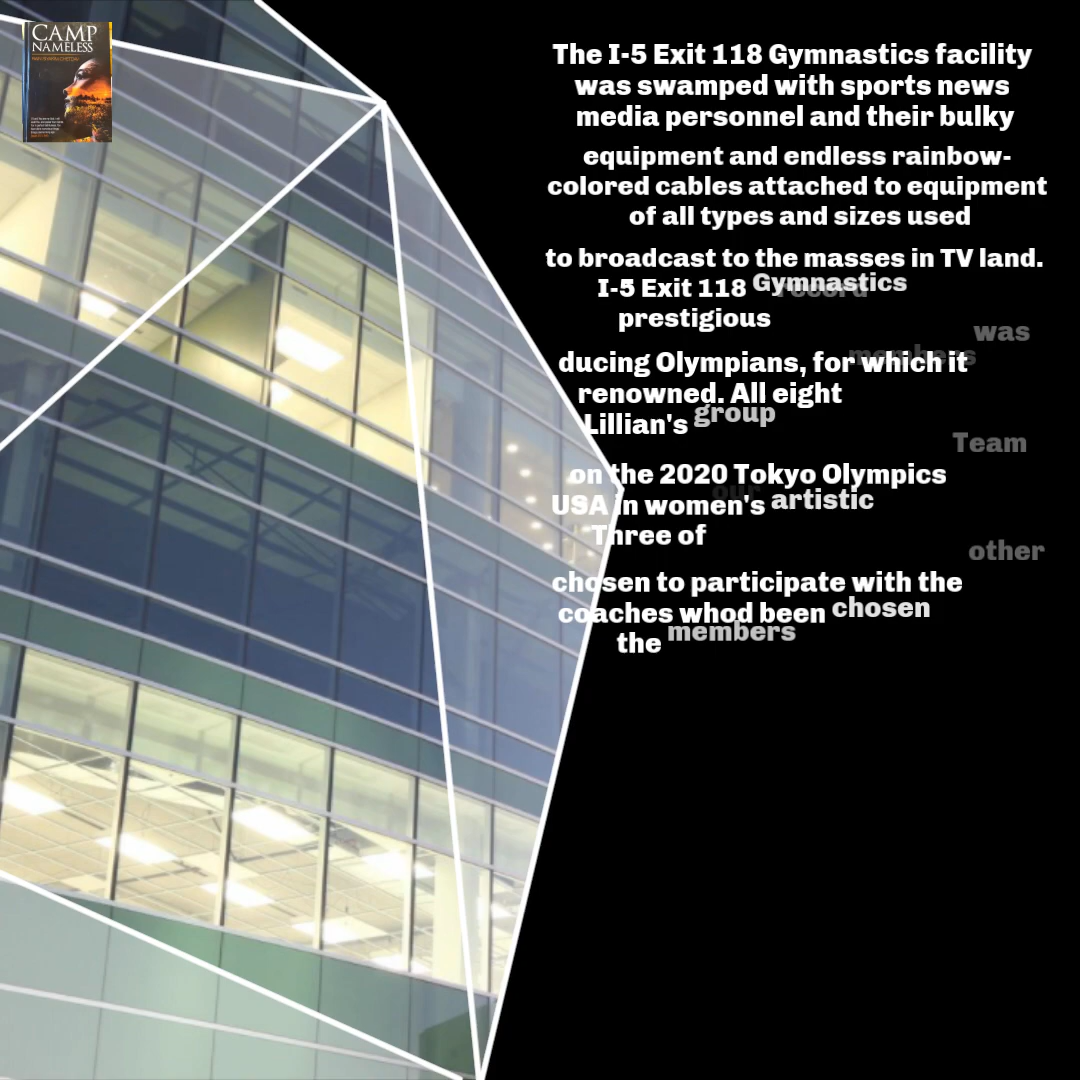 CAMP
NAMELESS
The I-5 Exit 118 Gymnastics facility
was swamped with sports news
media personnel and their bulky
equipment and endless rainbow-
colored cables attached to equipment
of all types and sizes used
to broadcast to the masses in TV land.
I-5 Exit 118 Gymnastics record
prestigious
was
members
ducing Olympians, for which it
renowned. All eight
Lillian's group
Team
on the 2020 Tokyo Olympics
USA in women's our artistic
Three of
other
chosen to participate with the
coaches whod been chosen
the members